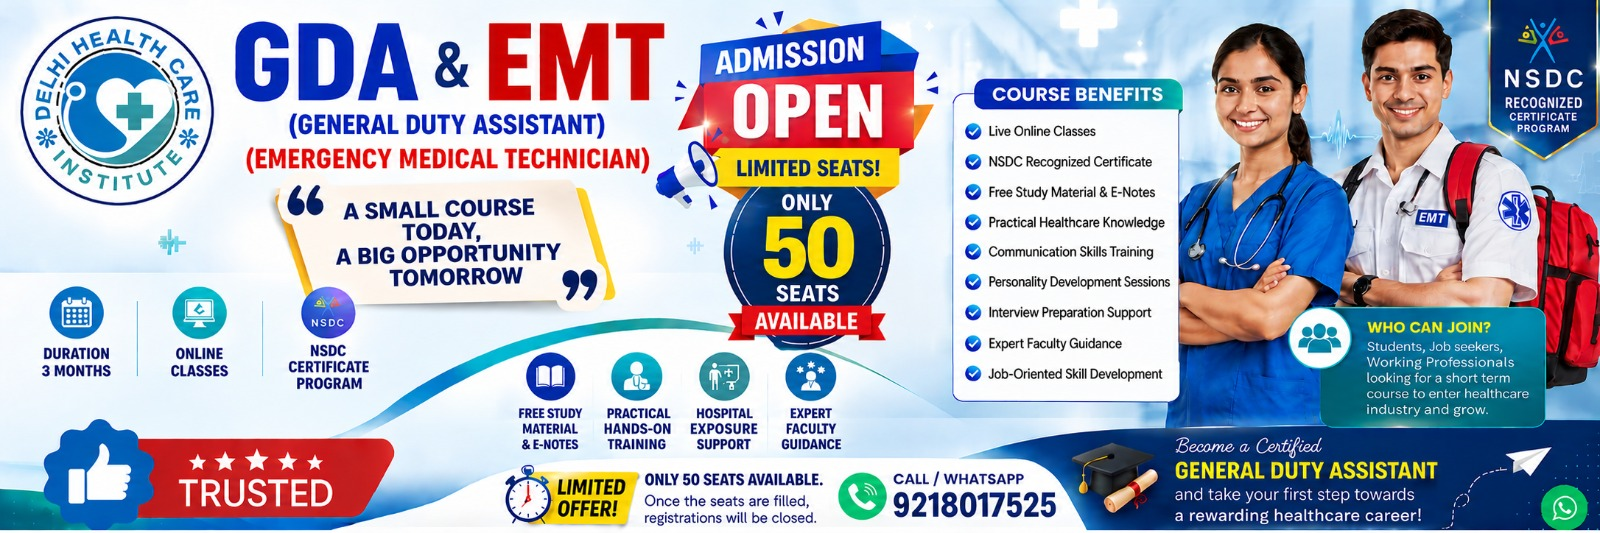 DELHI HEALTH CARE
INSTITUTE
GDA & EMT
(GENERAL DUTY ASSISTANT)
(EMERGENCY MEDICAL TECHNICIAN)
“A SMALL COURSE
TODAY,
A BIG OPPORTUNITY
TOMORROW”
DURATION
3 MONTHS
ONLINE
CLASSES
NSDC
NSDC
CERTIFICATE
PROGRAM
TRUSTED
ADMISSION
OPEN
LIMITED SEATS!
ONLY
50
SEATS
AVAILABLE
FREE STUDY
MATERIAL
& E-NOTES
PRACTICAL
HANDS-ON
TRAINING
HOSPITAL
EXPOSURE
SUPPORT
EXPERT
FACULTY
GUIDANCE
LIMITED
OFFER!
ONLY 50 SEATS AVAILABLE.
Once the seats are filled,
registrations will be closed.
CALL / WHATSAPP
9218017525
COURSE BENEFITS
Live Online Classes
NSDC Recognized Certificate
Free Study Material & E-Notes
Practical Healthcare Knowledge
Communication Skills Training
Personality Development Sessions
Interview Preparation Support
Expert Faculty Guidance
Job-Oriented Skill Development
EMT
NSDC
RECOGNIZED
CERTIFICATE
PROGRAM
WHO CAN JOIN?
Students, Job seekers,
Working Professionals
looking for a short term
course to enter healthcare
industry and grow.
Become a Certified
GENERAL DUTY ASSISTANT
and take your first step towards
a rewarding healthcare career!